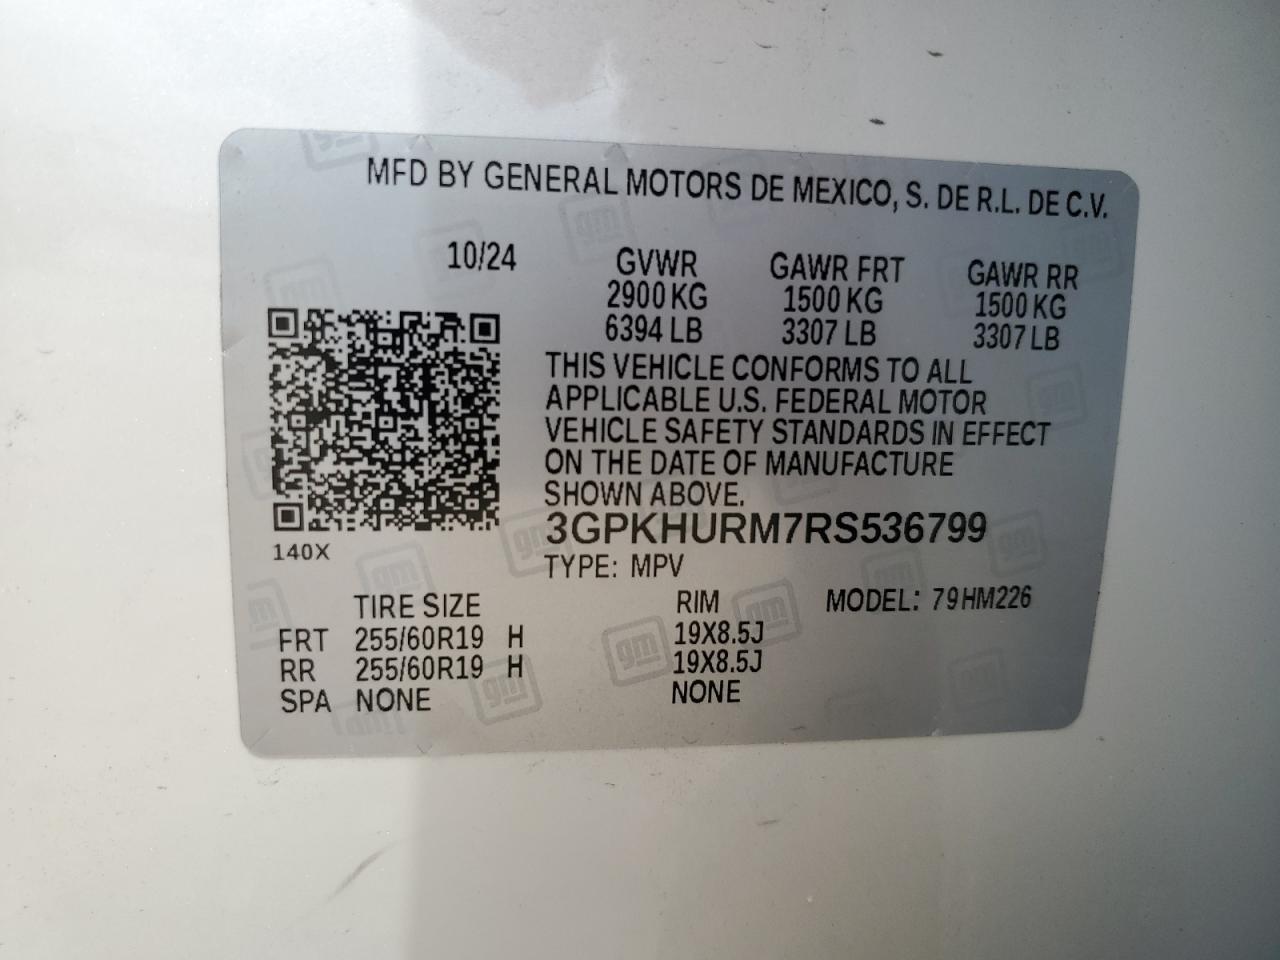 MFD BY GENERAL MOTORS DE MEXICO, S. DE R.L. DE C.V.
10/24 GVWR GAWR FRT GAWR RR
2900 KG 1500 KG 1500 KG
6394 LB 3307 LB 3307 LB
THIS VEHICLE CONFORMS TO ALL
APPLICABLE U.S. FEDERAL MOTOR
VEHICLE SAFETY STANDARDS IN EFFECT
ON THE DATE OF MANUFACTURE
SHOWN ABOVE.
3GPKHURM7RS536799
140X
TYPE: MPV
TIRE SIZE RIM MODEL: 79HM226
FRT 255/60R19 H 19X8.5J
RR 255/60R19 H 19X8.5J
SPA NONE NONE